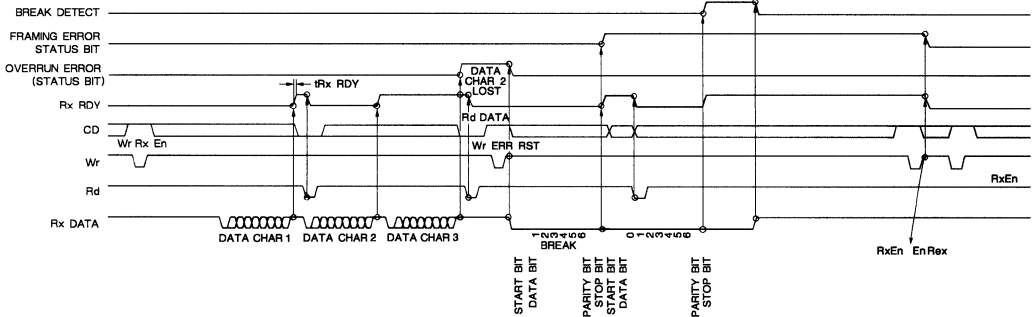 BREAK DETECT
FRAMING ERROR
STATUS BIT
OVERRUN ERROR
(STATUS BIT)
DATA
CHAR 2
LOST
tRx RDY
Rx RDY
Rd DATA
CD
Wr Rx En
Wr ERR RST
Wr
RxEn
Rd
Rx DATA
DATA CHAR 1
DATA CHAR 2
DATA CHAR 3
1 2 3 4 5 6
BREAK
0 1 2 3 4 5 6
RxEn EnRex
START BIT
DATA BIT
PARITY BIT
STOP BIT
START BIT
DATA BIT
PARITY BIT
STOP BIT